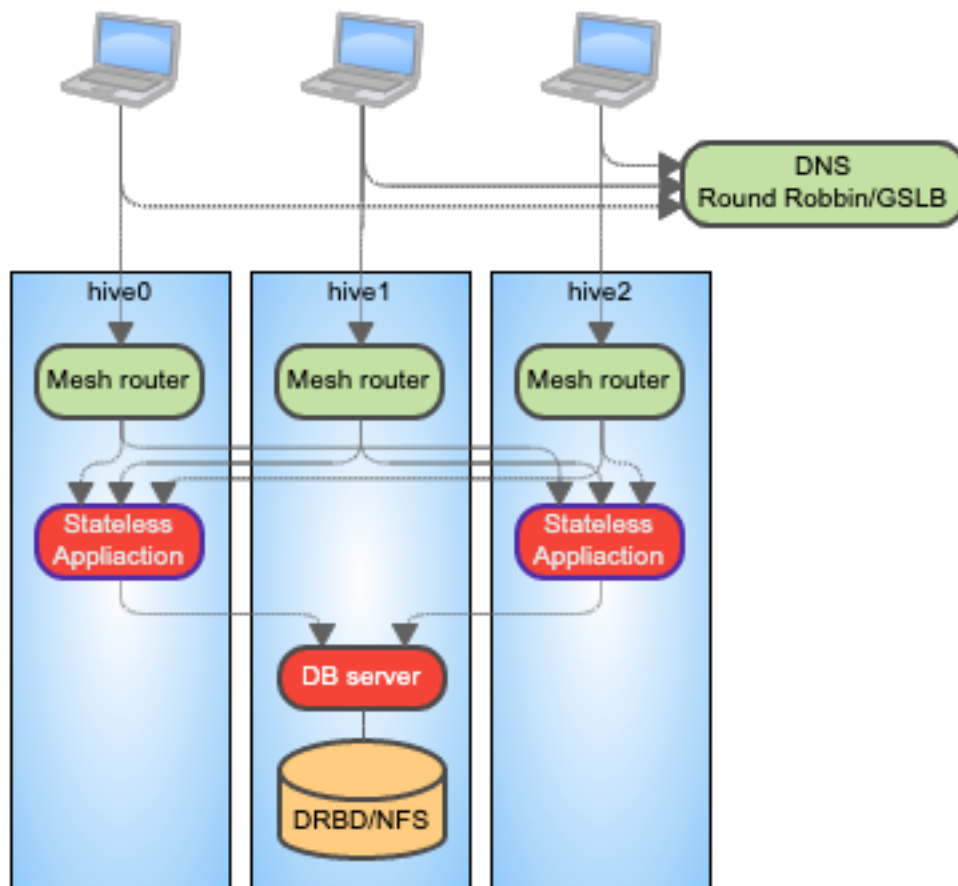 DNS
Round Robbin/GSLB
hive0
hive1
hive2
Mesh router
Mesh router
Mesh router
Stateless
Appliaction
Stateless
Appliaction
DB server
DRBD/NFS